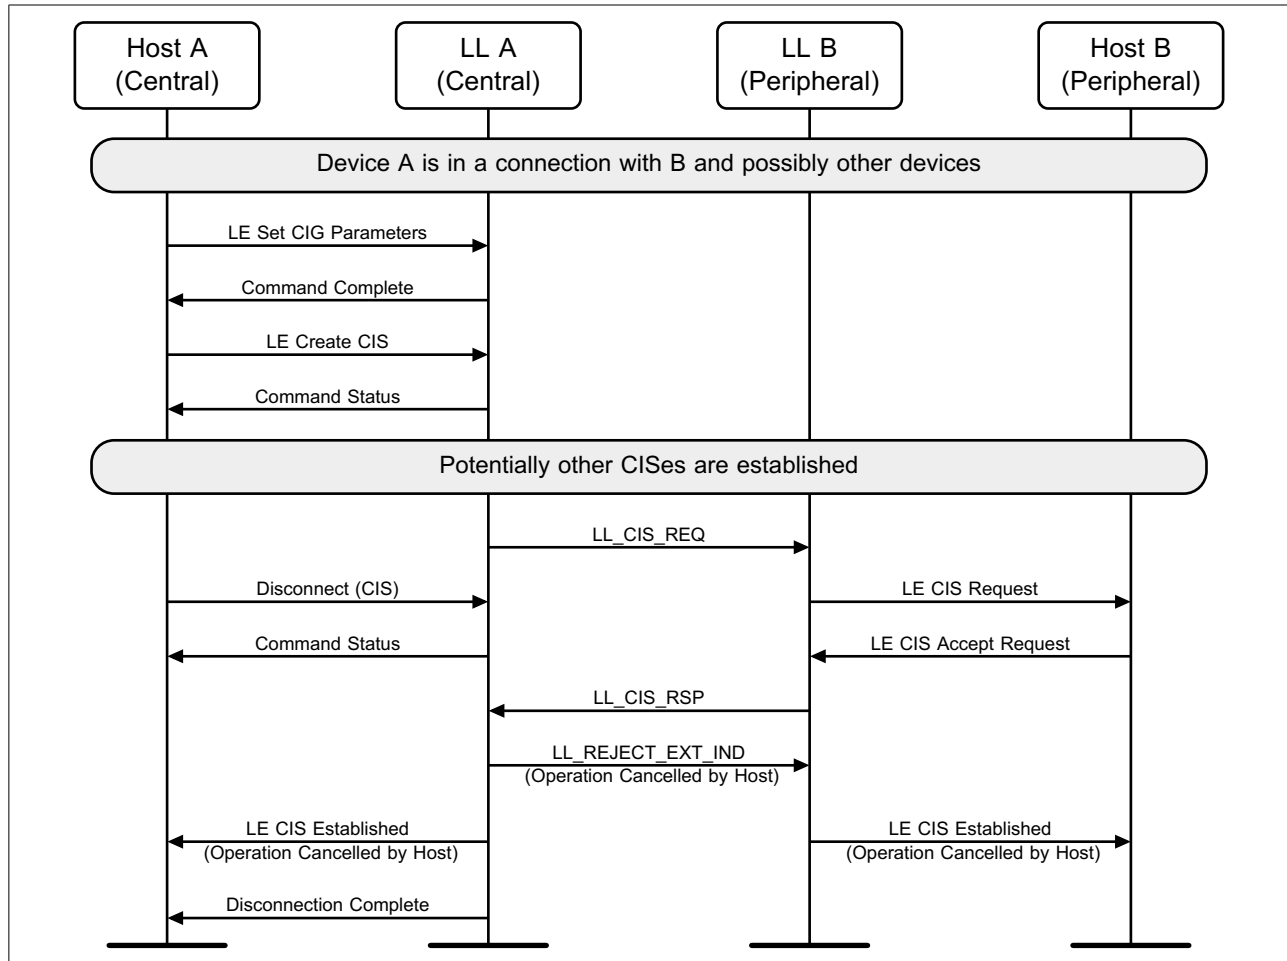 Host A
(Central)
LL A
(Central)
LL B
(Peripheral)
Host B
(Peripheral)
Device A is in a connection with B and possibly other devices
LE Set CIG Parameters
Command Complete
LE Create CIS
Command Status
Potentially other CISes are established
LL_CIS_REQ
Disconnect (CIS)
LE CIS Request
Command Status
LE CIS Accept Request
LL_CIS_RSP
LL_REJECT_EXT_IND
(Operation Cancelled by Host)
LE CIS Established
(Operation Cancelled by Host)
LE CIS Established
(Operation Cancelled by Host)
Disconnection Complete